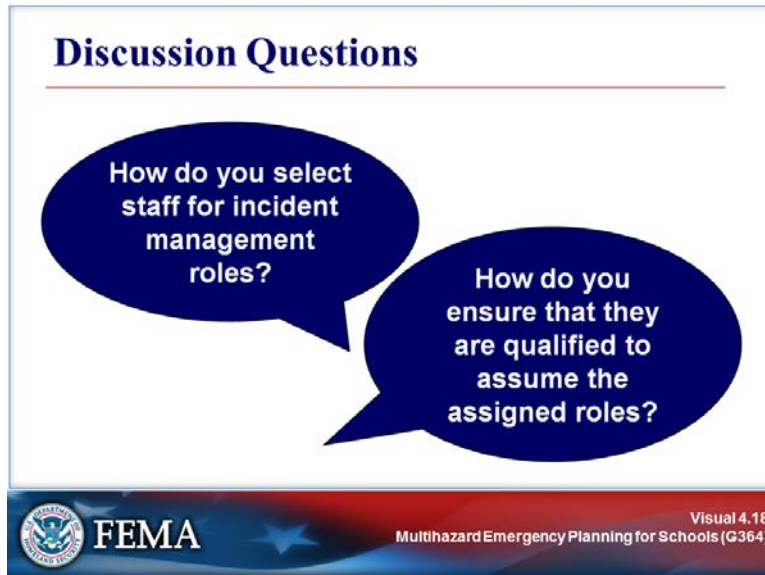 Discussion Questions
How do you select
staff for incident
management
roles?
How do you
ensure that they
are qualified to
assume the
assigned roles?
FEMA
Visual 4.18
Multihazard Emergency Planning for Schools (G364)